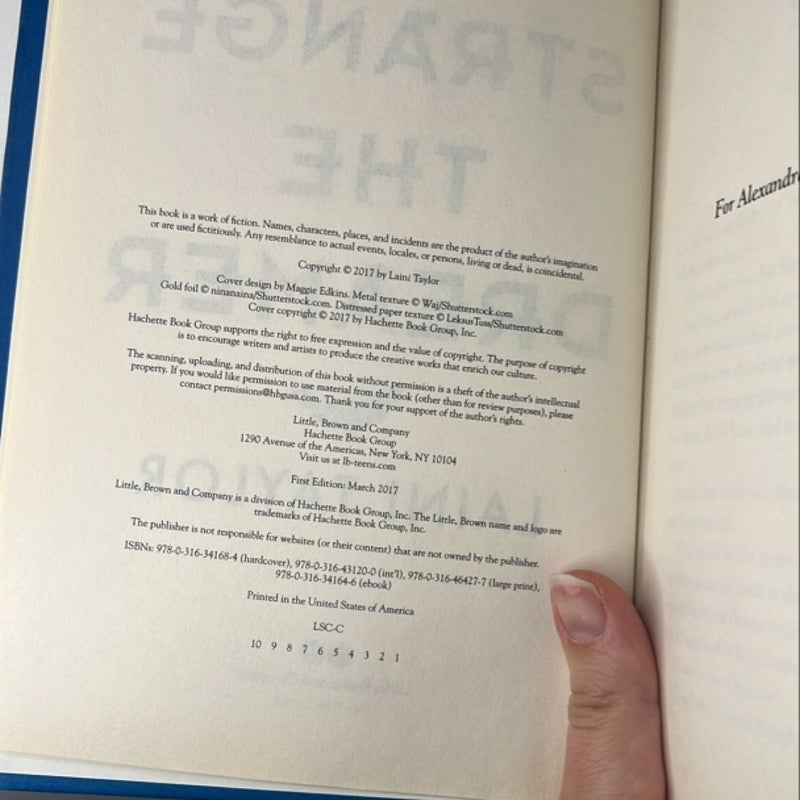 STRANGE
THE
This book is a work of fiction. Names, characters, places, and incidents are the product of the author's imagination
or are used fictitiously. Any resemblance to actual events, locales, or persons, living or dead, is coincidental.
Copyright © 2017 by Laini Taylor
Cover design by Maggie Edkins. Metal texture © Waj/Shutterstock.com
Gold foil © ninanaina/Shutterstock.com. Distressed paper texture © LeksusTuss/Shutterstock.com
Cover copyright © 2017 by Hachette Book Group, Inc.
Hachette Book Group supports the right to free expression and the value of copyright. The purpose of copyright
is to encourage writers and artists to produce the creative works that enrich our culture.
The scanning, uploading, and distribution of this book without permission is a theft of the author's intellectual
property. If you would like permission to use material from the book (other than for review purposes), please
contact permissions@hbgusa.com. Thank you for your support of the author's rights.
Little, Brown and Company
Hachette Book Group
1290 Avenue of the Americas, New York, NY 10104
Visit us at lb-teens.com
First Edition: March 2017
Little, Brown and Company is a division of Hachette Book Group, Inc. The Little, Brown name and logo are
trademarks of Hachette Book Group, Inc.
The publisher is not responsible for websites (or their content) that are not owned by the publisher.
ISBNs: 978-0-316-34168-4 (hardcover), 978-0-316-43120-0 (int'l), 978-0-316-46427-7 (large print),
978-0-316-34164-6 (ebook)
Printed in the United States of America
LSC-C
10 9 8 7 6 5 4 3 2 1
For Alexandr